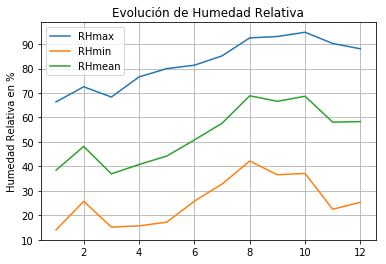 Evolución de Humedad Relativa
RHmax
RHmin
RHmean
Humedad Relativa en %
90
80
70
60
50
40
30
20
10
2 4 6 8 10 12